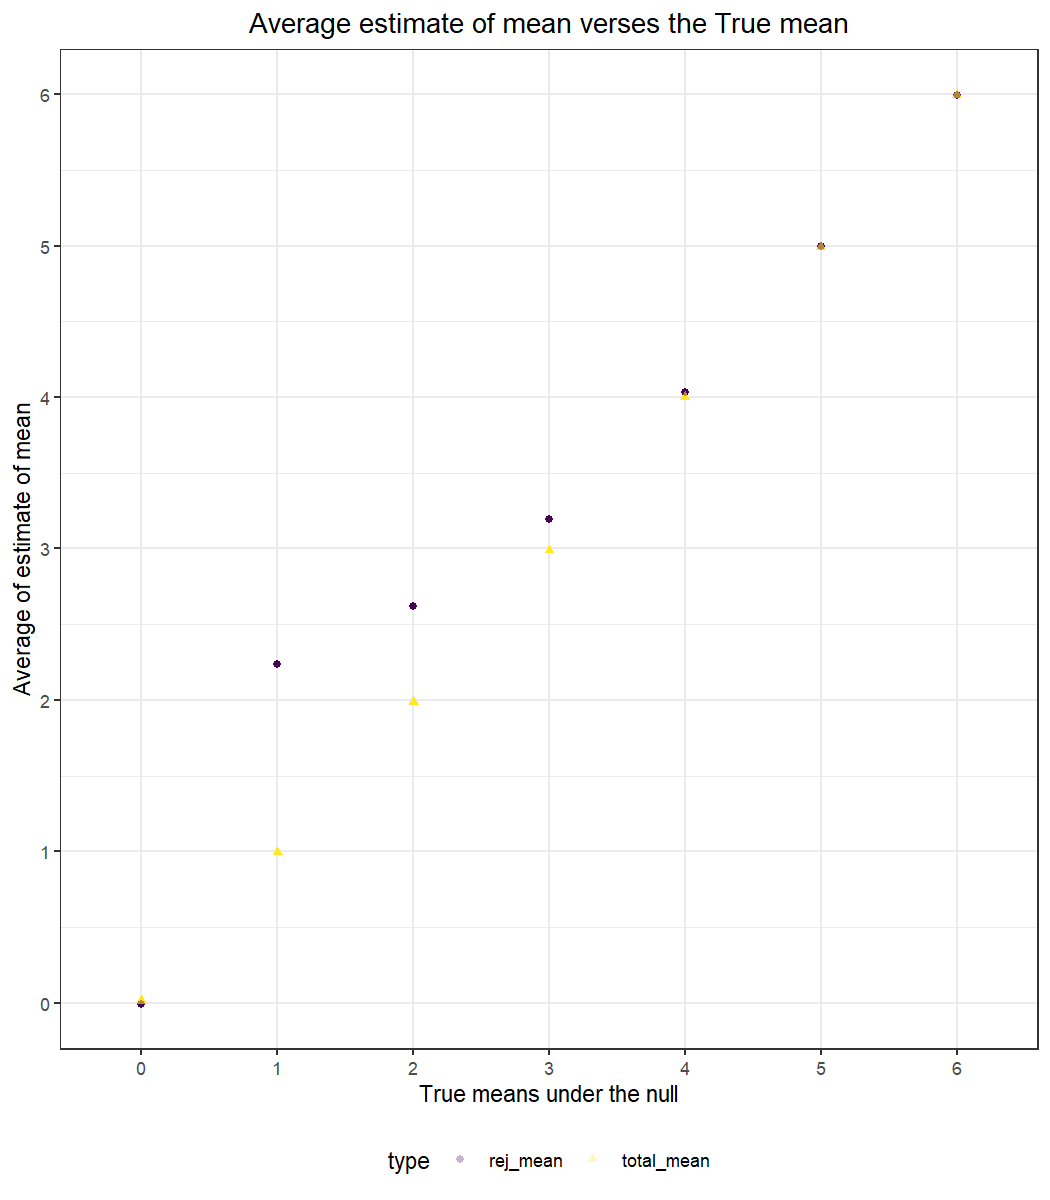 Average estimate of mean verses the True mean
Average of estimate of mean
6
5
4
3
2
1
0
0 1 2 3 4 5 6
True means under the null
type rej_mean total_mean